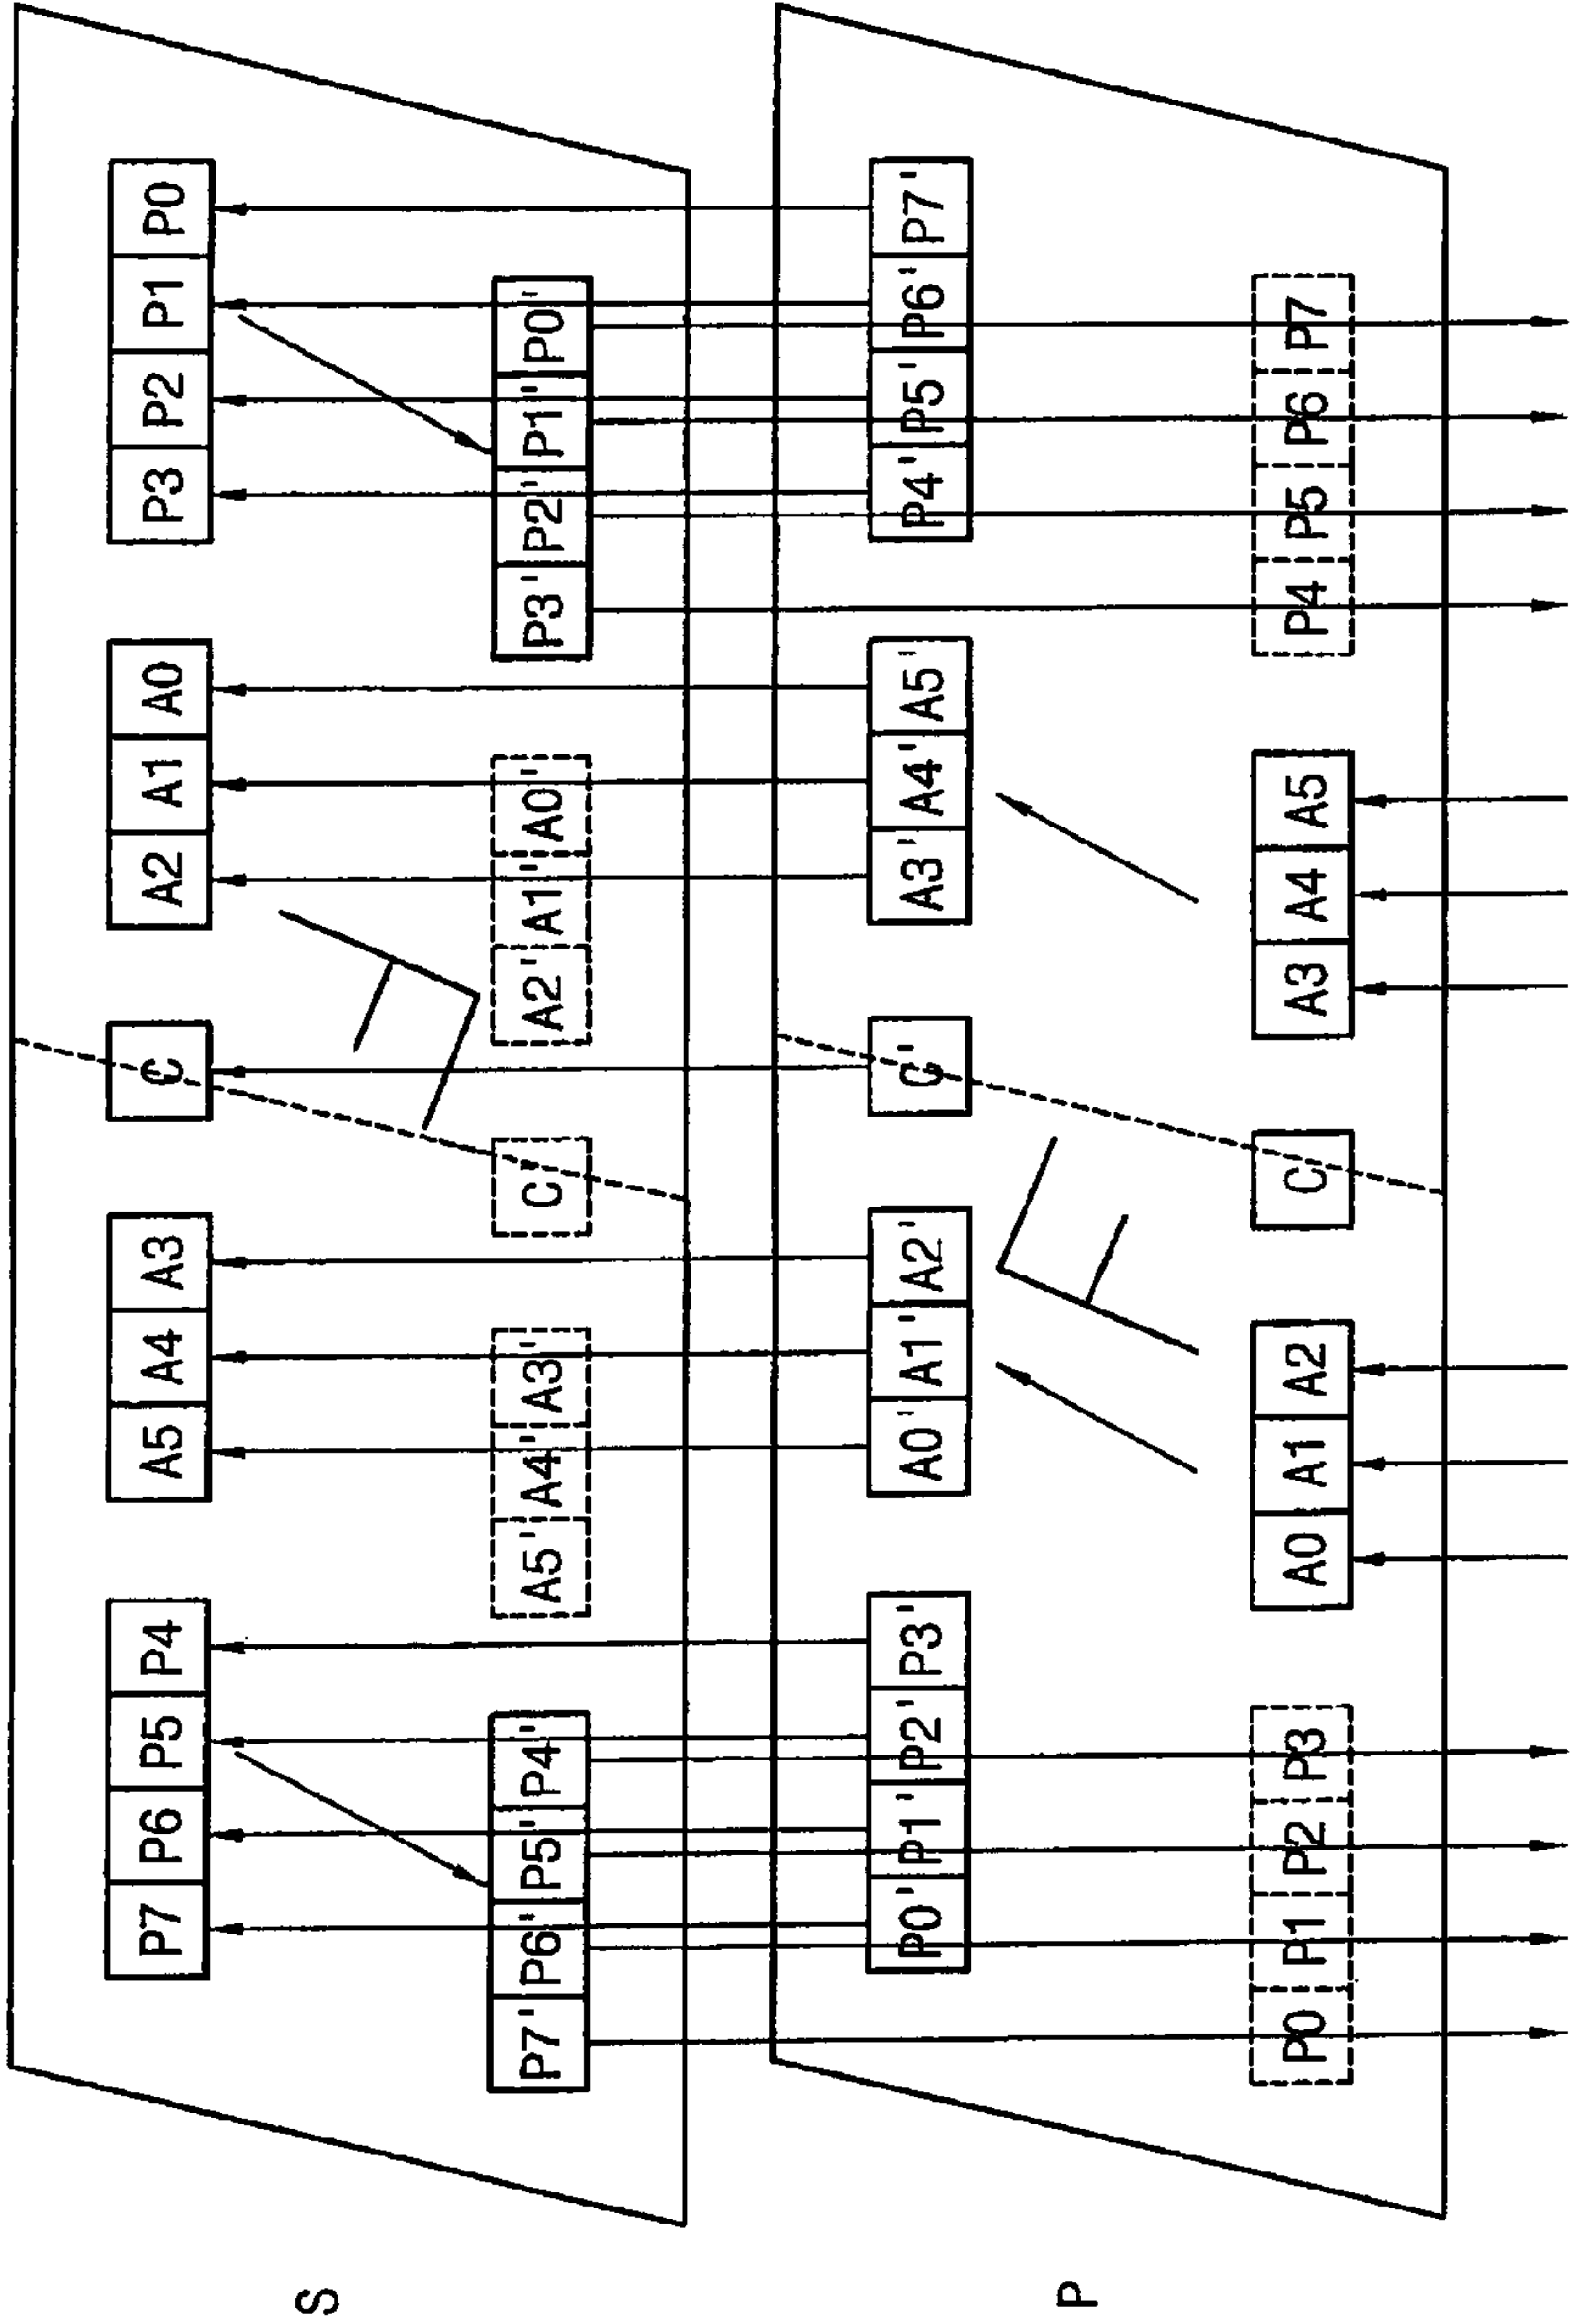 P7 P6 P5 P4 A5 A4 A3 C A2 A1 A0 P3 P2 P1 P0
S
P7' P6' P5' P4' A5' A4' A3' C' A2' A1' A0' P3' P2' P1' P0'
P0' P1' P2' P3' A0' A1' A2' C' A3' A4' A5' P4' P5' P6' P7'
P
P0 P1 P2 P3 A0 A1 A2 C A3 A4 A5 P4 P5 P6 P7